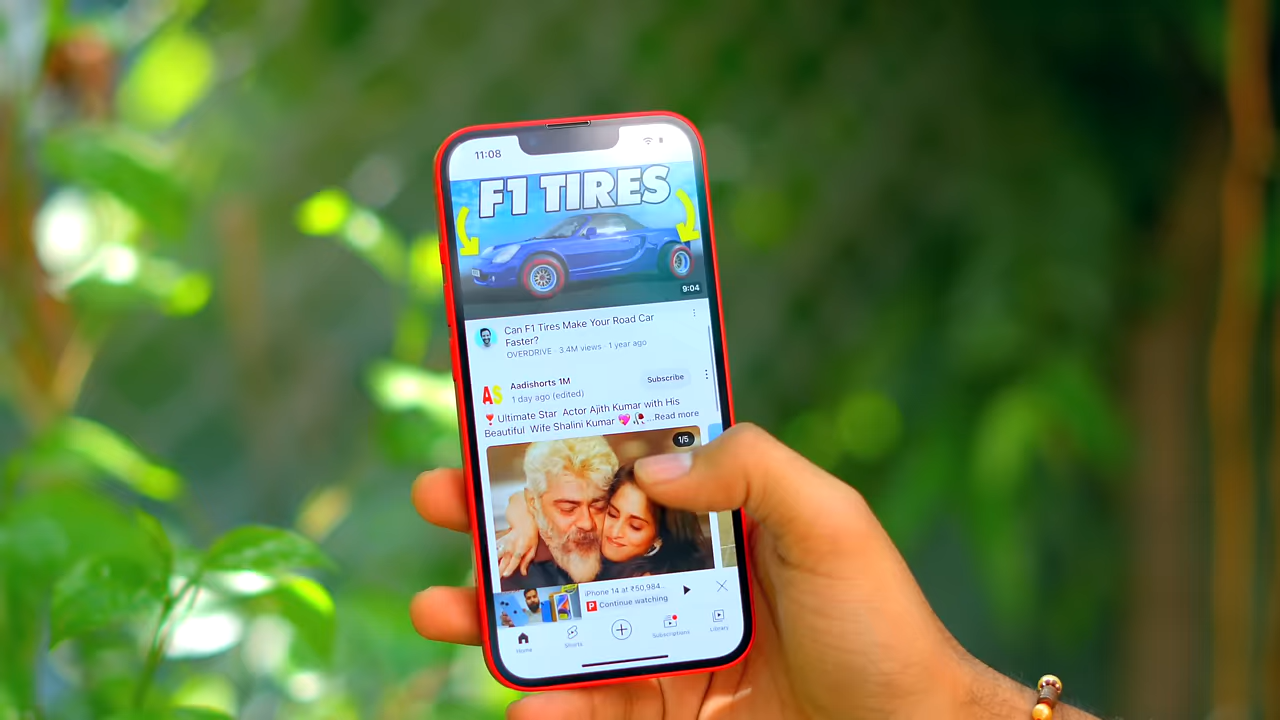 11:08
F1 TIRES
9:04
Can F1 Tires Make Your Road Car
Faster?
OVERDRIVE · 3.4M views · 1 year ago
AS
Aadishorts 1M
Subscribe
1 day ago (edited)
❣️Ultimate Star Actor Ajith Kumar with His
Beautiful Wife Shalini Kumar 💖🥀...Read more
1/5
iPhone 14 at ₹50,984...
P Continue watching
Home
Shorts
Subscriptions
Library